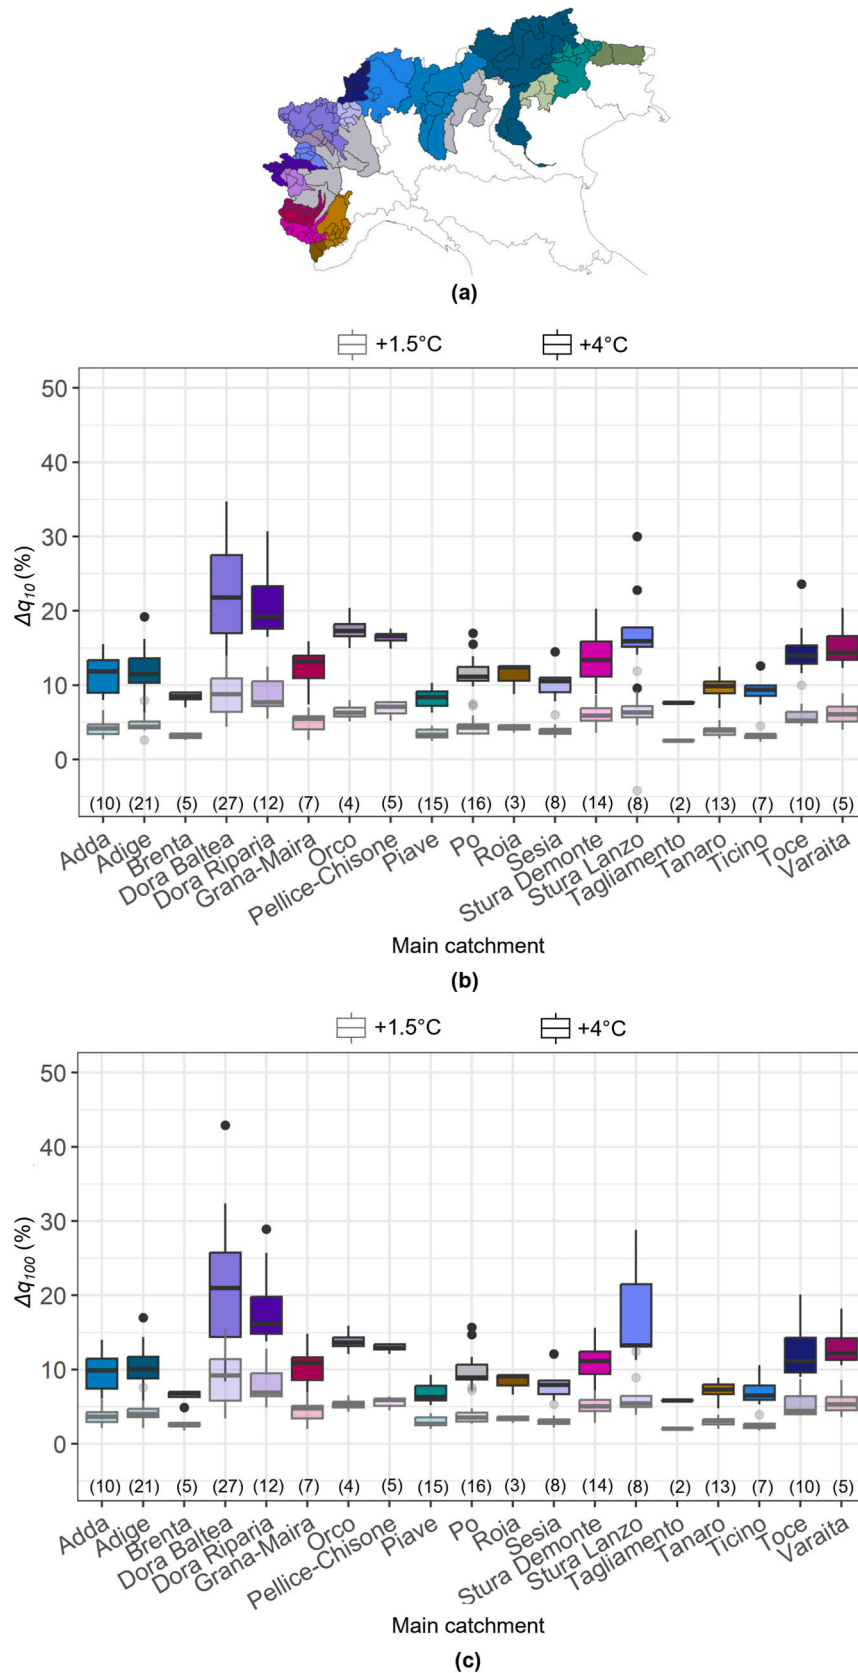 (a)
+1.5°C +4°C
50
40
30
20
10
0
Δq10 (%)
(10) (21) (5) (27) (12) (7) (4) (5) (15) (16) (3) (8) (14) (8) (2) (13) (7) (10) (5)
Adda Adige Brenta Dora Baltea Dora Riparia Grana-Maira Orco Pellice-Chisone Piave Po Roia Sesia Stura Demonte Stura Lanzo Tagliamento Tanaro Ticino Toce Varaita
Main catchment
(b)
+1.5°C +4°C
50
40
30
20
10
0
Δq100 (%)
(10) (21) (5) (27) (12) (7) (4) (5) (15) (16) (3) (8) (14) (8) (2) (13) (7) (10) (5)
Adda Adige Brenta Dora Baltea Dora Riparia Grana-Maira Orco Pellice-Chisone Piave Po Roia Sesia Stura Demonte Stura Lanzo Tagliamento Tanaro Ticino Toce Varaita
Main catchment
(c)